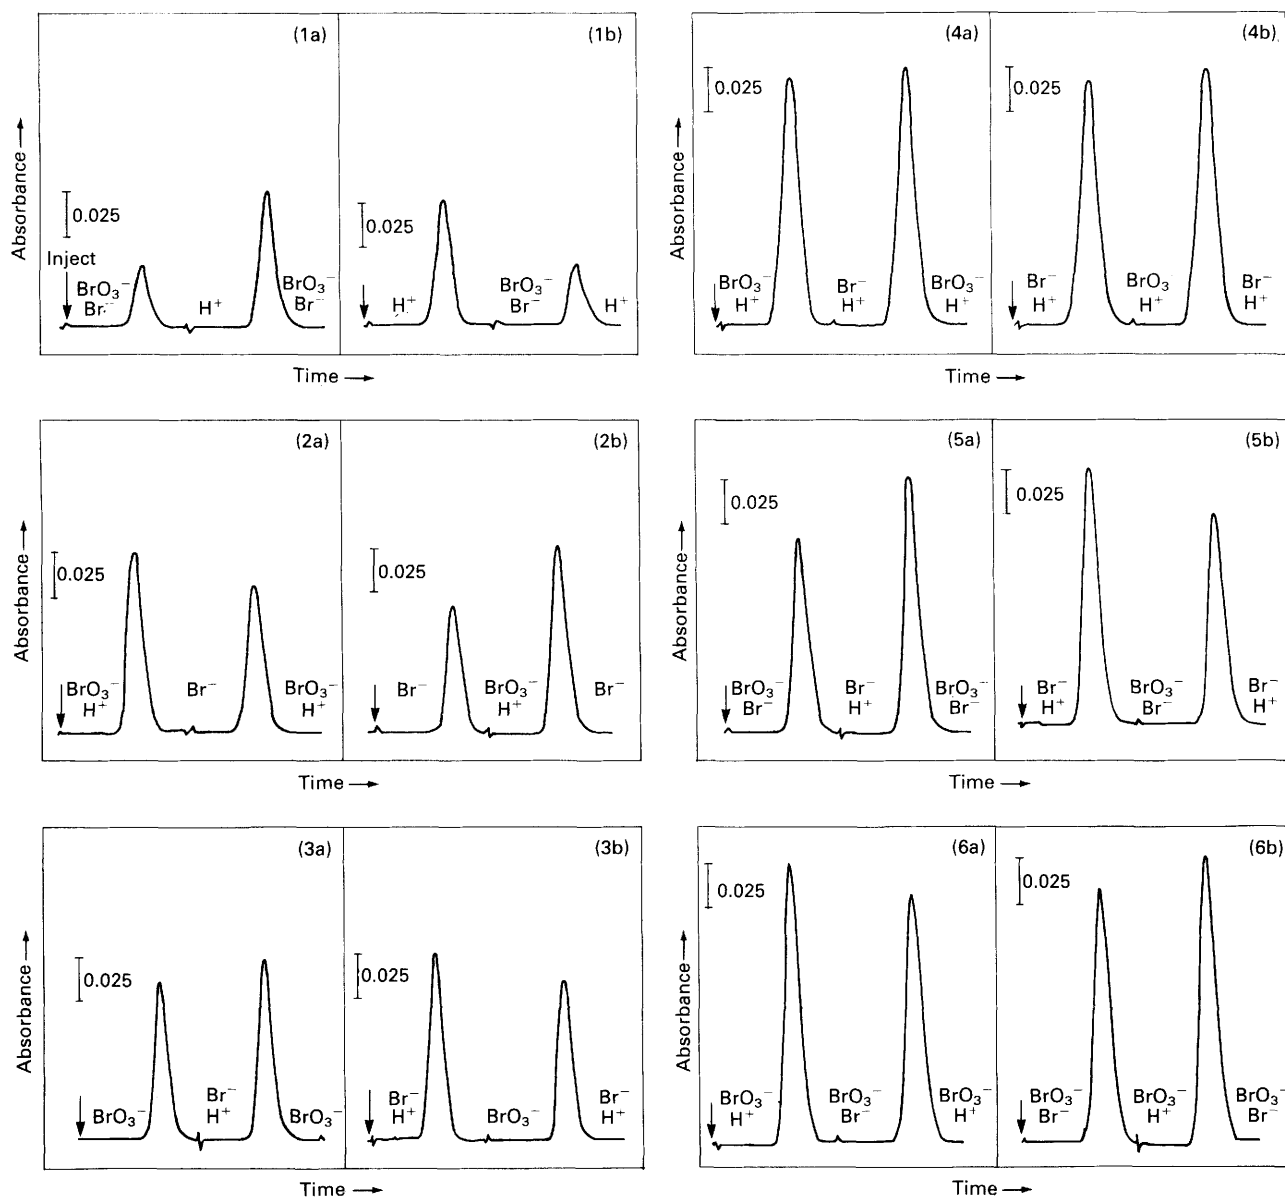 (1a)
(1b)
Absorbance
0.025
0.025
Inject
BrO₃⁻
Br⁻
H⁺
BrO₃⁻
Br⁻
H⁺
BrO₃⁻
Br⁻
H⁺
Time
(4a)
(4b)
Absorbance
0.025
0.025
BrO₃⁻
H⁺
Br⁻
H⁺
BrO₃⁻
H⁺
Br⁻
H⁺
BrO₃⁻
H⁺
Br⁻
H⁺
Time
(2a)
(2b)
Absorbance
0.025
0.025
BrO₃⁻
H⁺
Br⁻
BrO₃⁻
H⁺
Br⁻
BrO₃⁻
H⁺
Br⁻
Time
(5a)
(5b)
Absorbance
0.025
0.025
BrO₃⁻
Br⁻
Br⁻
H⁺
BrO₃⁻
Br⁻
Br⁻
H⁺
BrO₃⁻
Br⁻
Br⁻
H⁺
Time
(3a)
(3b)
Absorbance
0.025
0.025
BrO₃⁻
Br⁻
H⁺
BrO₃⁻
Br⁻
H⁺
BrO₃⁻
Br⁻
H⁺
Time
(6a)
(6b)
Absorbance
0.025
0.025
BrO₃⁻
H⁺
BrO₃⁻
Br⁻
BrO₃⁻
H⁺
BrO₃⁻
Br⁻
BrO₃⁻
H⁺
BrO₃⁻
Br⁻
Time